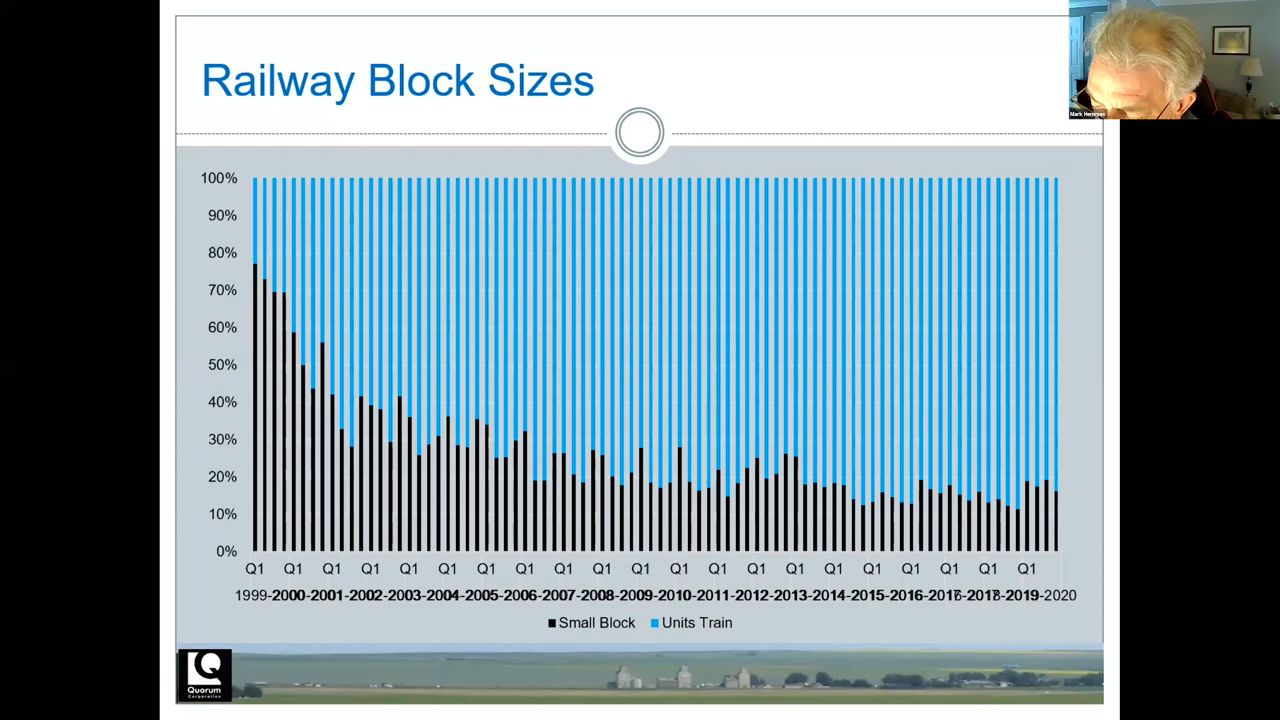 Railway Block Sizes
Mark Hemmes
100%
90%
80%
70%
60%
50%
40%
30%
20%
10%
0%
Q1 Q1 Q1 Q1 Q1 Q1 Q1 Q1 Q1 Q1 Q1 Q1 Q1 Q1 Q1 Q1 Q1 Q1 Q1 Q1 Q1
1999-2000-2001-2002-2003-2004-2005-2006-2007-2008-2009-2010-2011-2012-2013-2014-2015-2016-2017-2018-2019-2020
Small Block Units Train
Quorum
Corporation